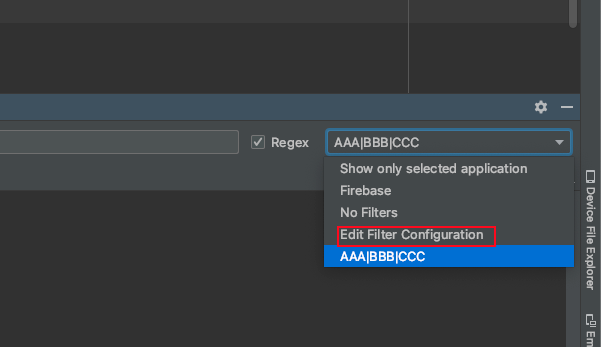 Regex
AAA|BBB|CCC
Show only selected application
Firebase
No Filters
Edit Filter Configuration
AAA|BBB|CCC
Device File Explorer
Em